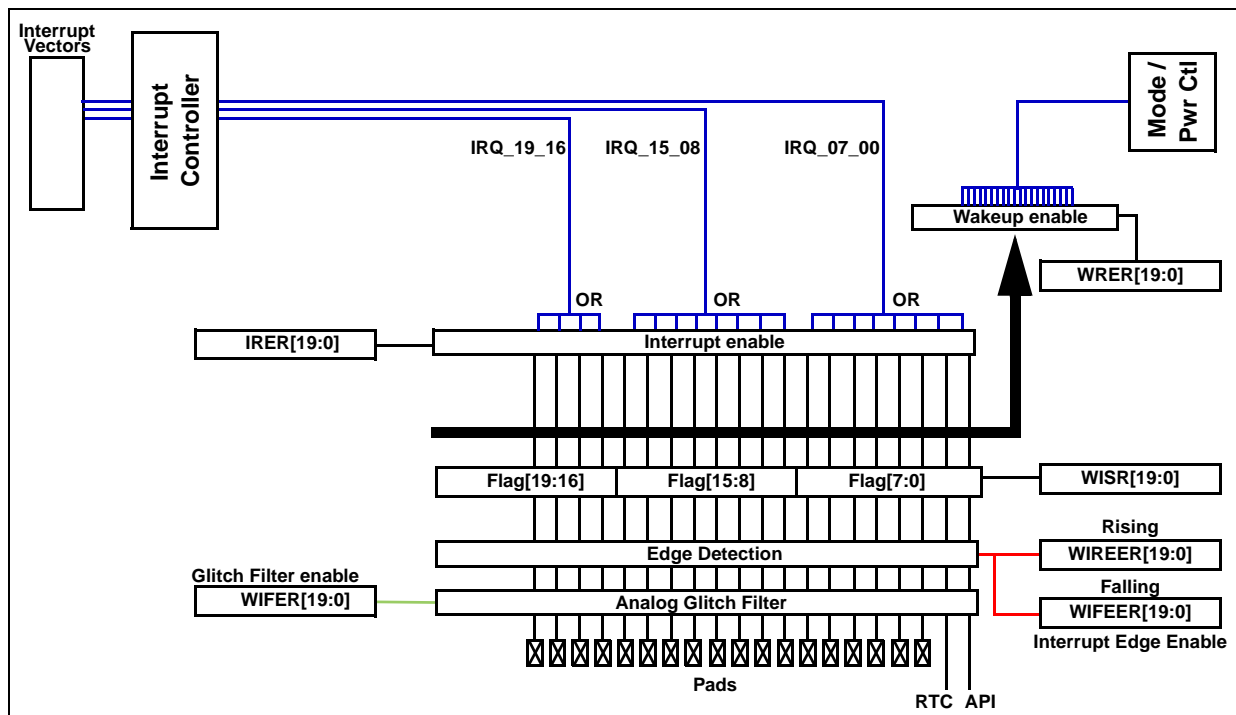 Interrupt
Vectors
Interrupt
Controller
Mode /
Pwr Ctl
IRQ_19_16
IRQ_15_08
IRQ_07_00
Wakeup enable
WRER[19:0]
OR
OR
OR
IRER[19:0]
Interrupt enable
Flag[19:16]
Flag[15:8]
Flag[7:0]
WISR[19:0]
Rising
Edge Detection
WIREER[19:0]
Glitch Filter enable
Falling
WIFER[19:0]
Analog Glitch Filter
WIFEER[19:0]
Interrupt Edge Enable
Pads
RTC
API